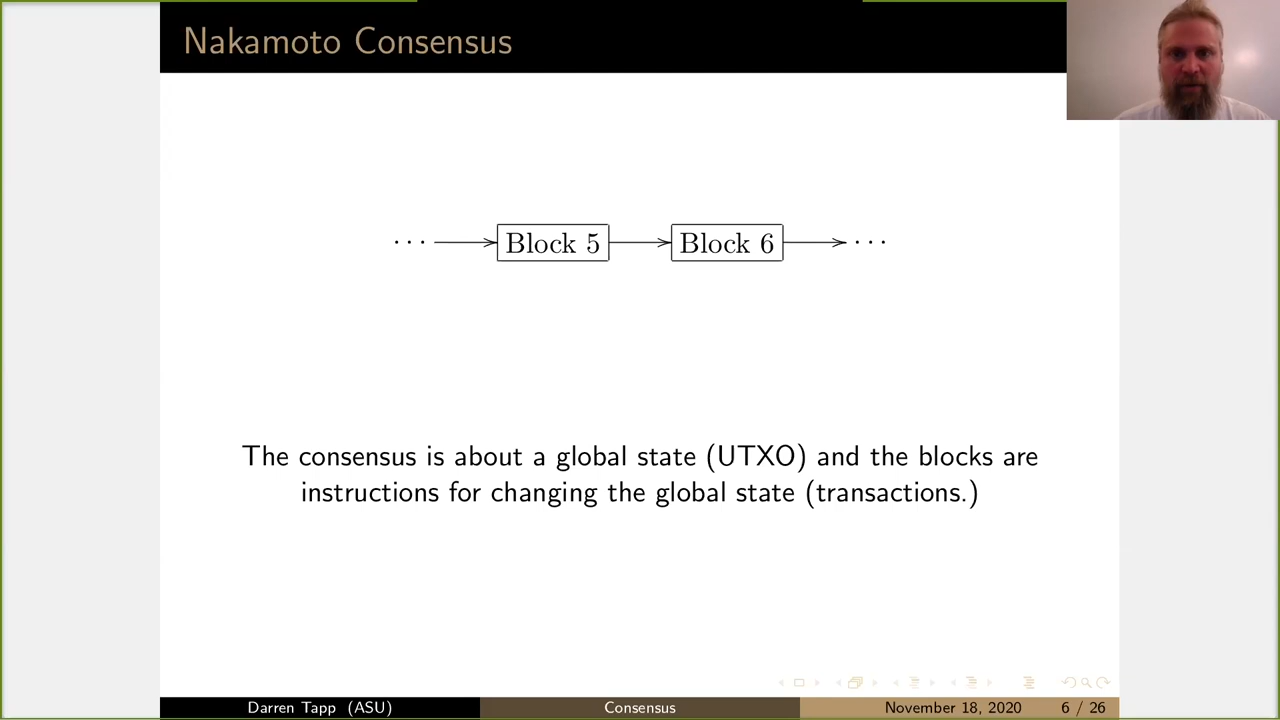 Nakamoto Consensus
··· Block 5 Block 6 ···
The consensus is about a global state (UTXO) and the blocks are
instructions for changing the global state (transactions.)
Darren Tapp (ASU) Consensus November 18, 2020 6 / 26